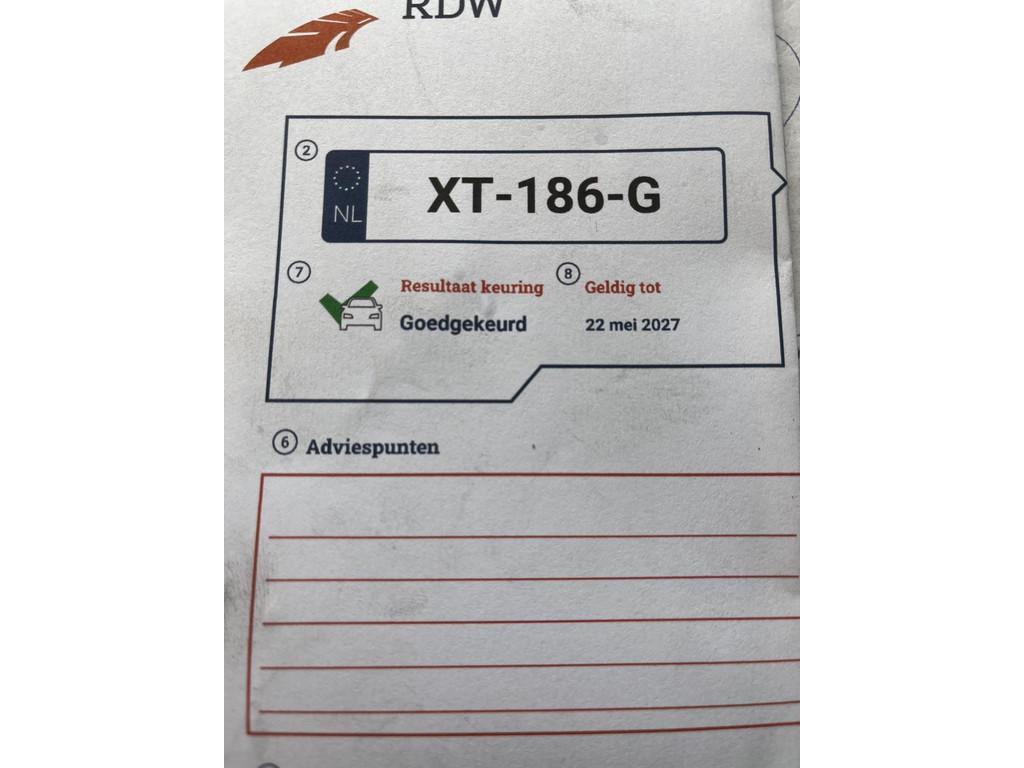 RDW
2
NL
XT-186-G
7
Resultaat keuring
8
Geldig tot
Goedgekeurd
22 mei 2027
6 Adviespunten